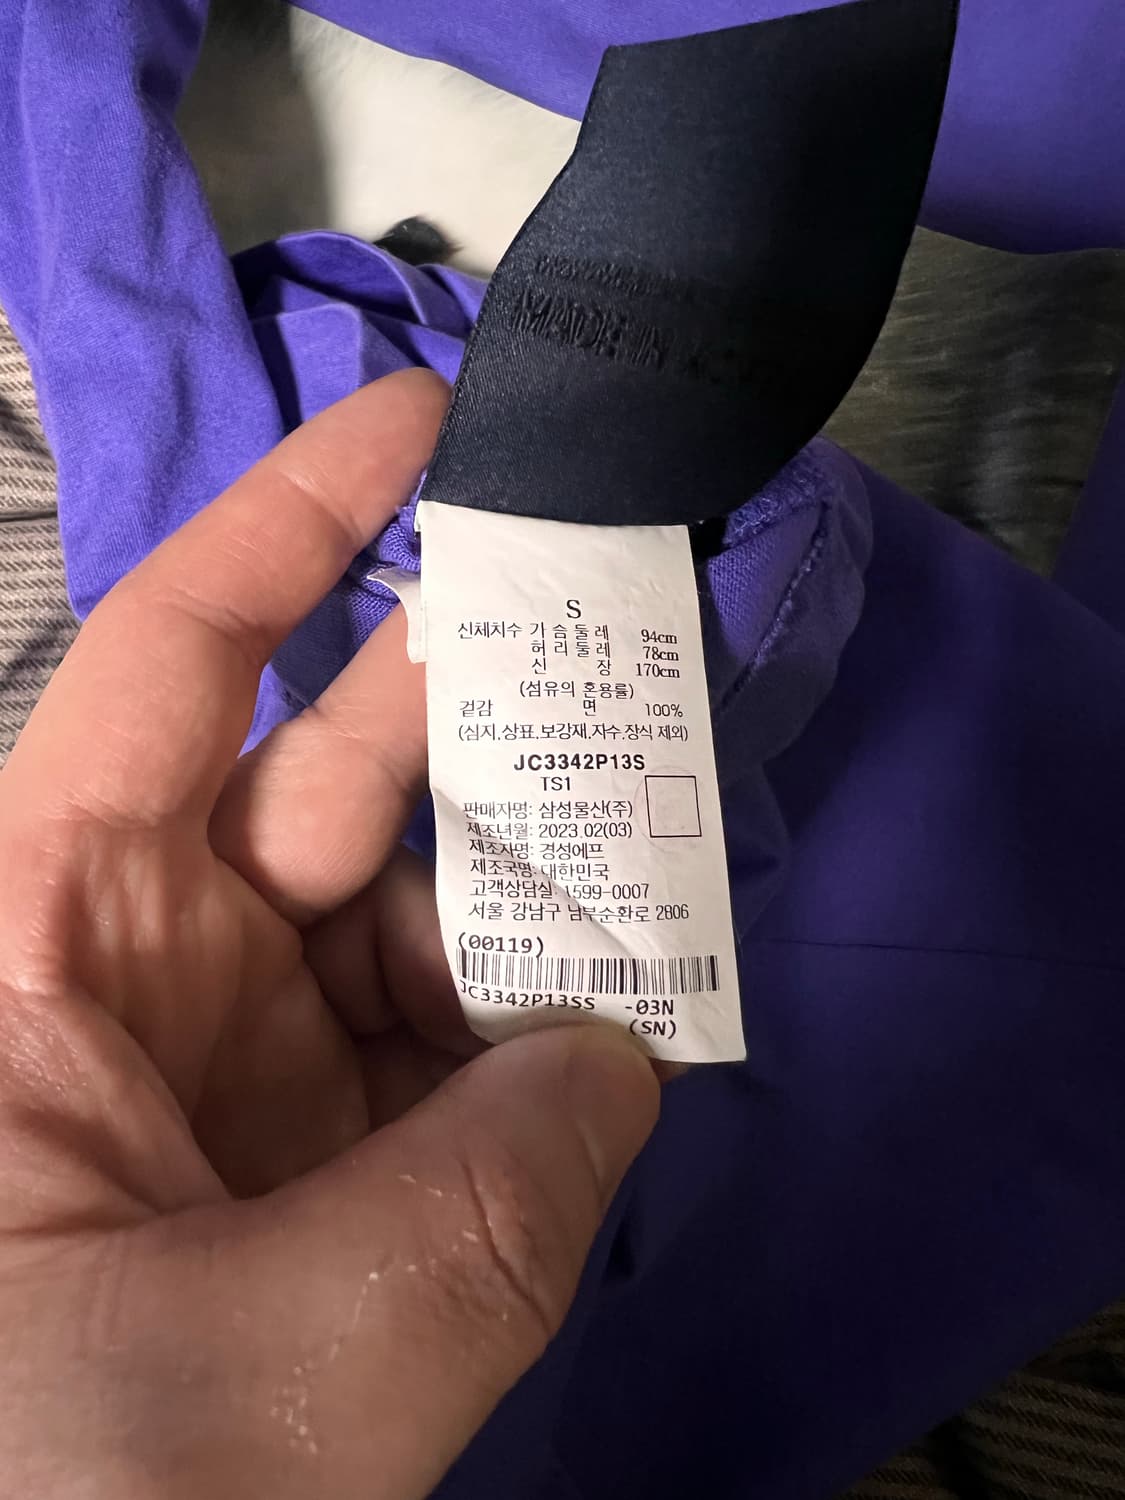 MADE IN
S
신체치수 가 슴 둘 레 94cm
허 리 둘 레 78cm
신 장 170cm
(섬유의 혼용률)
겉감 면 100%
(심지.상표.보강재.자수.장식 제외)
JC3342P13S
TS1
판매자명: 삼성물산(주)
제조년월: 2023.02(03)
제조자명: 경성에프
제조국명: 대한민국
고객상담실: 1599-0007
서울 강남구 남부순환로 2806
(00119)
JC3342P13SS -03N
(SN)